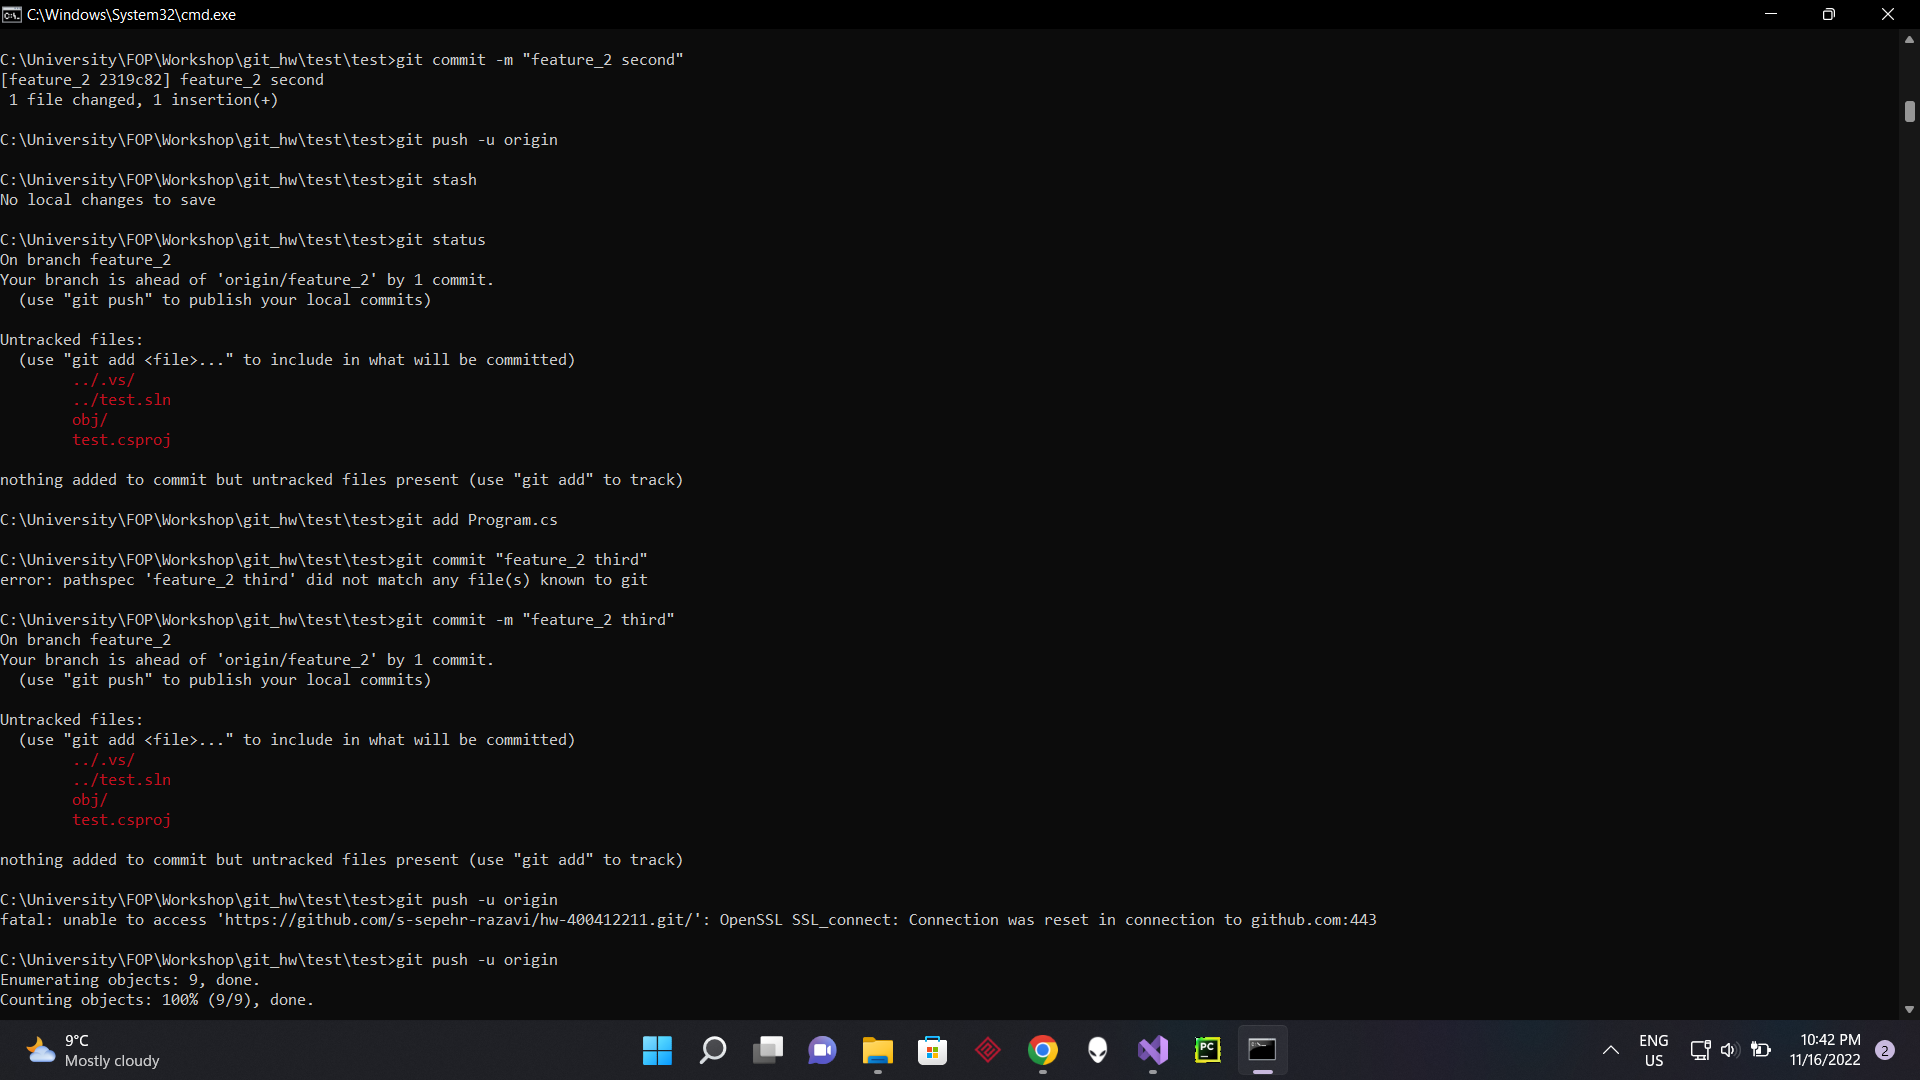 C:\Windows\System32\cmd.exe
C:\University\FOP\Workshop\git_hw\test\test>git commit -m "feature_2 second"
[feature_2 2319c82] feature_2 second
 1 file changed, 1 insertion(+)
C:\University\FOP\Workshop\git_hw\test\test>git push -u origin
C:\University\FOP\Workshop\git_hw\test\test>git stash
No local changes to save
C:\University\FOP\Workshop\git_hw\test\test>git status
On branch feature_2
Your branch is ahead of 'origin/feature_2' by 1 commit.
  (use "git push" to publish your local commits)
Untracked files:
  (use "git add <file>..." to include in what will be committed)
        ../.vs/
        ../test.sln
        obj/
        test.csproj
nothing added to commit but untracked files present (use "git add" to track)
C:\University\FOP\Workshop\git_hw\test\test>git add Program.cs
C:\University\FOP\Workshop\git_hw\test\test>git commit "feature_2 third"
error: pathspec 'feature_2 third' did not match any file(s) known to git
C:\University\FOP\Workshop\git_hw\test\test>git commit -m "feature_2 third"
On branch feature_2
Your branch is ahead of 'origin/feature_2' by 1 commit.
  (use "git push" to publish your local commits)
Untracked files:
  (use "git add <file>..." to include in what will be committed)
        ../.vs/
        ../test.sln
        obj/
        test.csproj
nothing added to commit but untracked files present (use "git add" to track)
C:\University\FOP\Workshop\git_hw\test\test>git push -u origin
fatal: unable to access 'https://github.com/s-sepehr-razavi/hw-400412211.git/': OpenSSL SSL_connect: Connection was reset in connection to github.com:443
C:\University\FOP\Workshop\git_hw\test\test>git push -u origin
Enumerating objects: 9, done.
Counting objects: 100% (9/9), done.
9°C
Mostly cloudy
PC
ENG
US
10:42 PM
11/16/2022
2